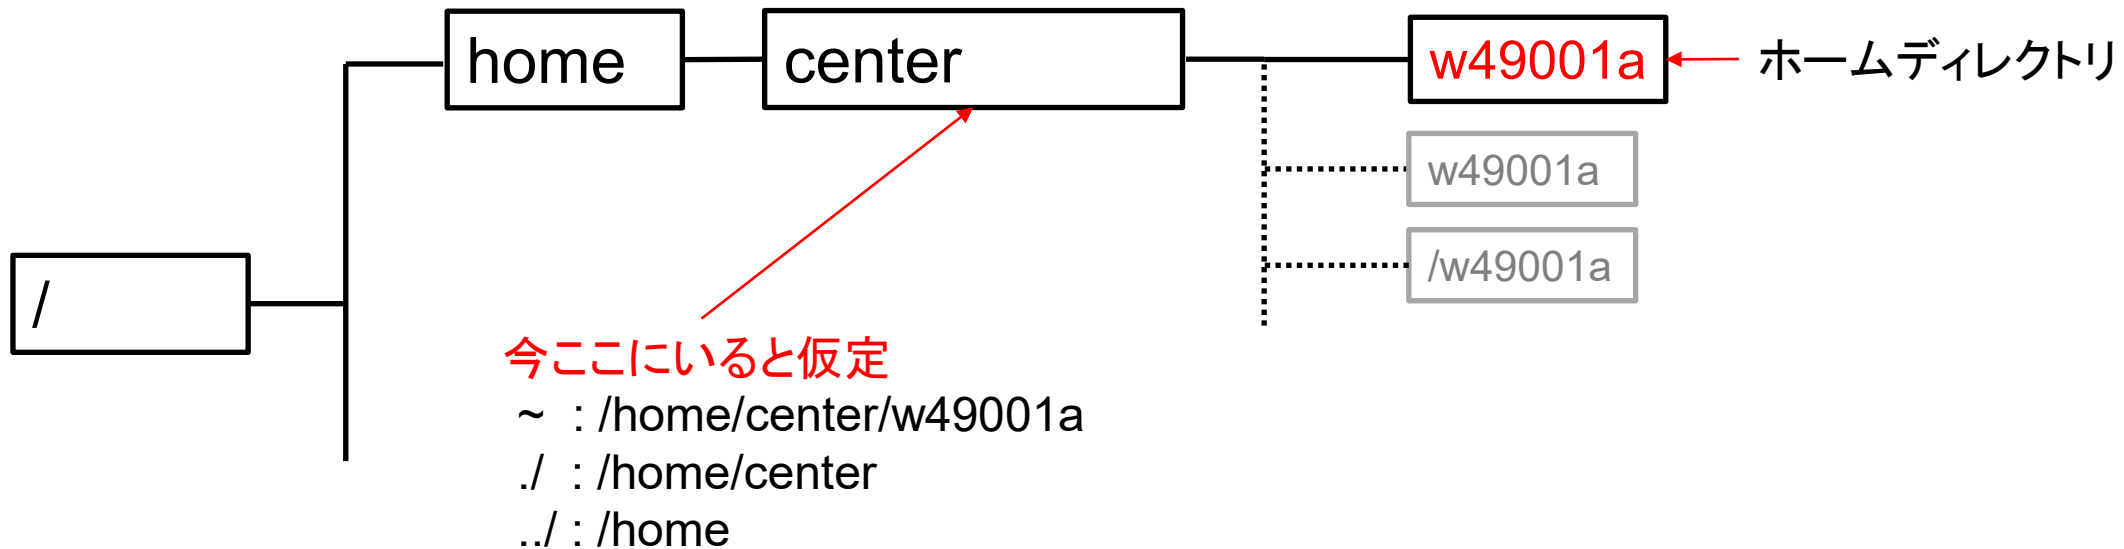 home
center
w49001a
ホームディレクトリ
w49001a
/w49001a
/
今ここにいると仮定
~ : /home/center/w49001a
./ : /home/center
../ : /home